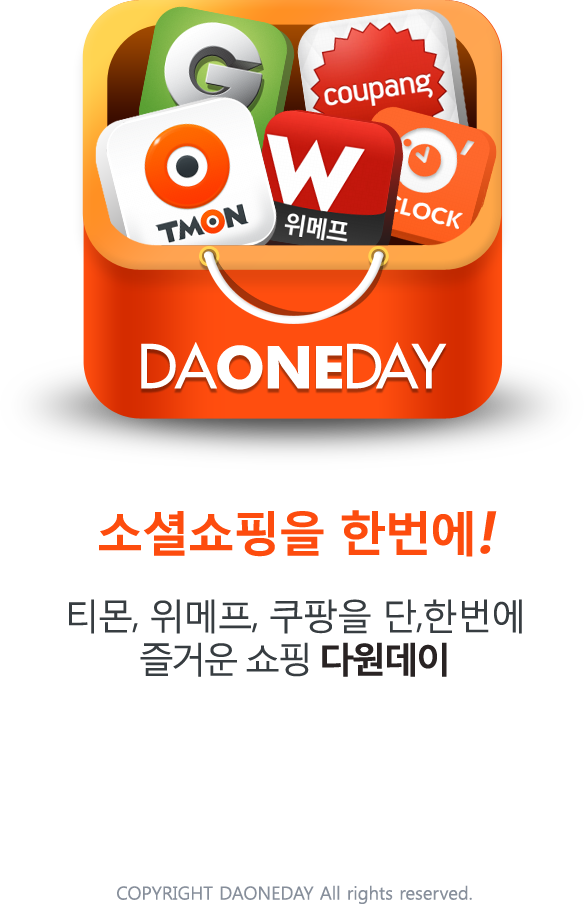 G
coupang
TMON
W
위메프
O'
CLOCK
DAONEDAY
소셜쇼핑을 한번에!
티몬, 위메프, 쿠팡을 단,한번에
즐거운 쇼핑 다원데이
COPYRIGHT DAONEDAY All rights reserved.